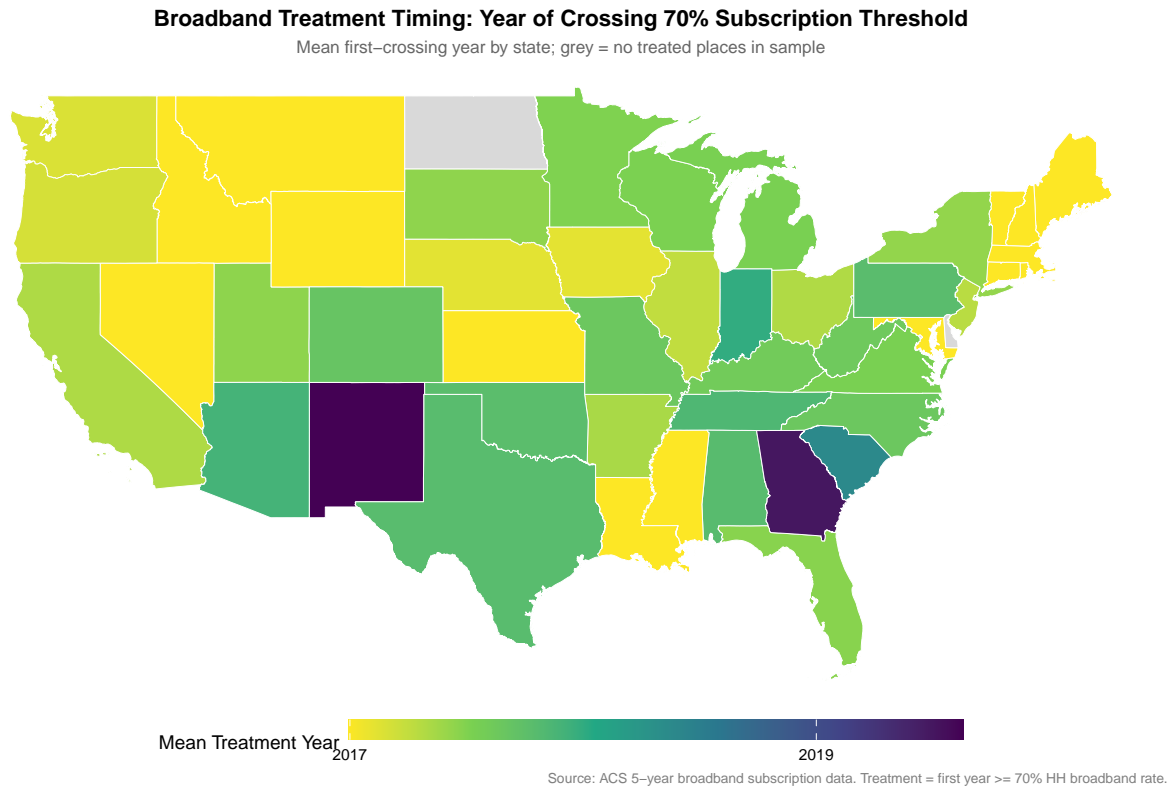 Broadband Treatment Timing: Year of Crossing 70% Subscription Threshold
Mean first−crossing year by state; grey = no treated places in sample
Mean Treatment Year
2017 2019
Source: ACS 5−year broadband subscription data. Treatment = first year >= 70% HH broadband rate.